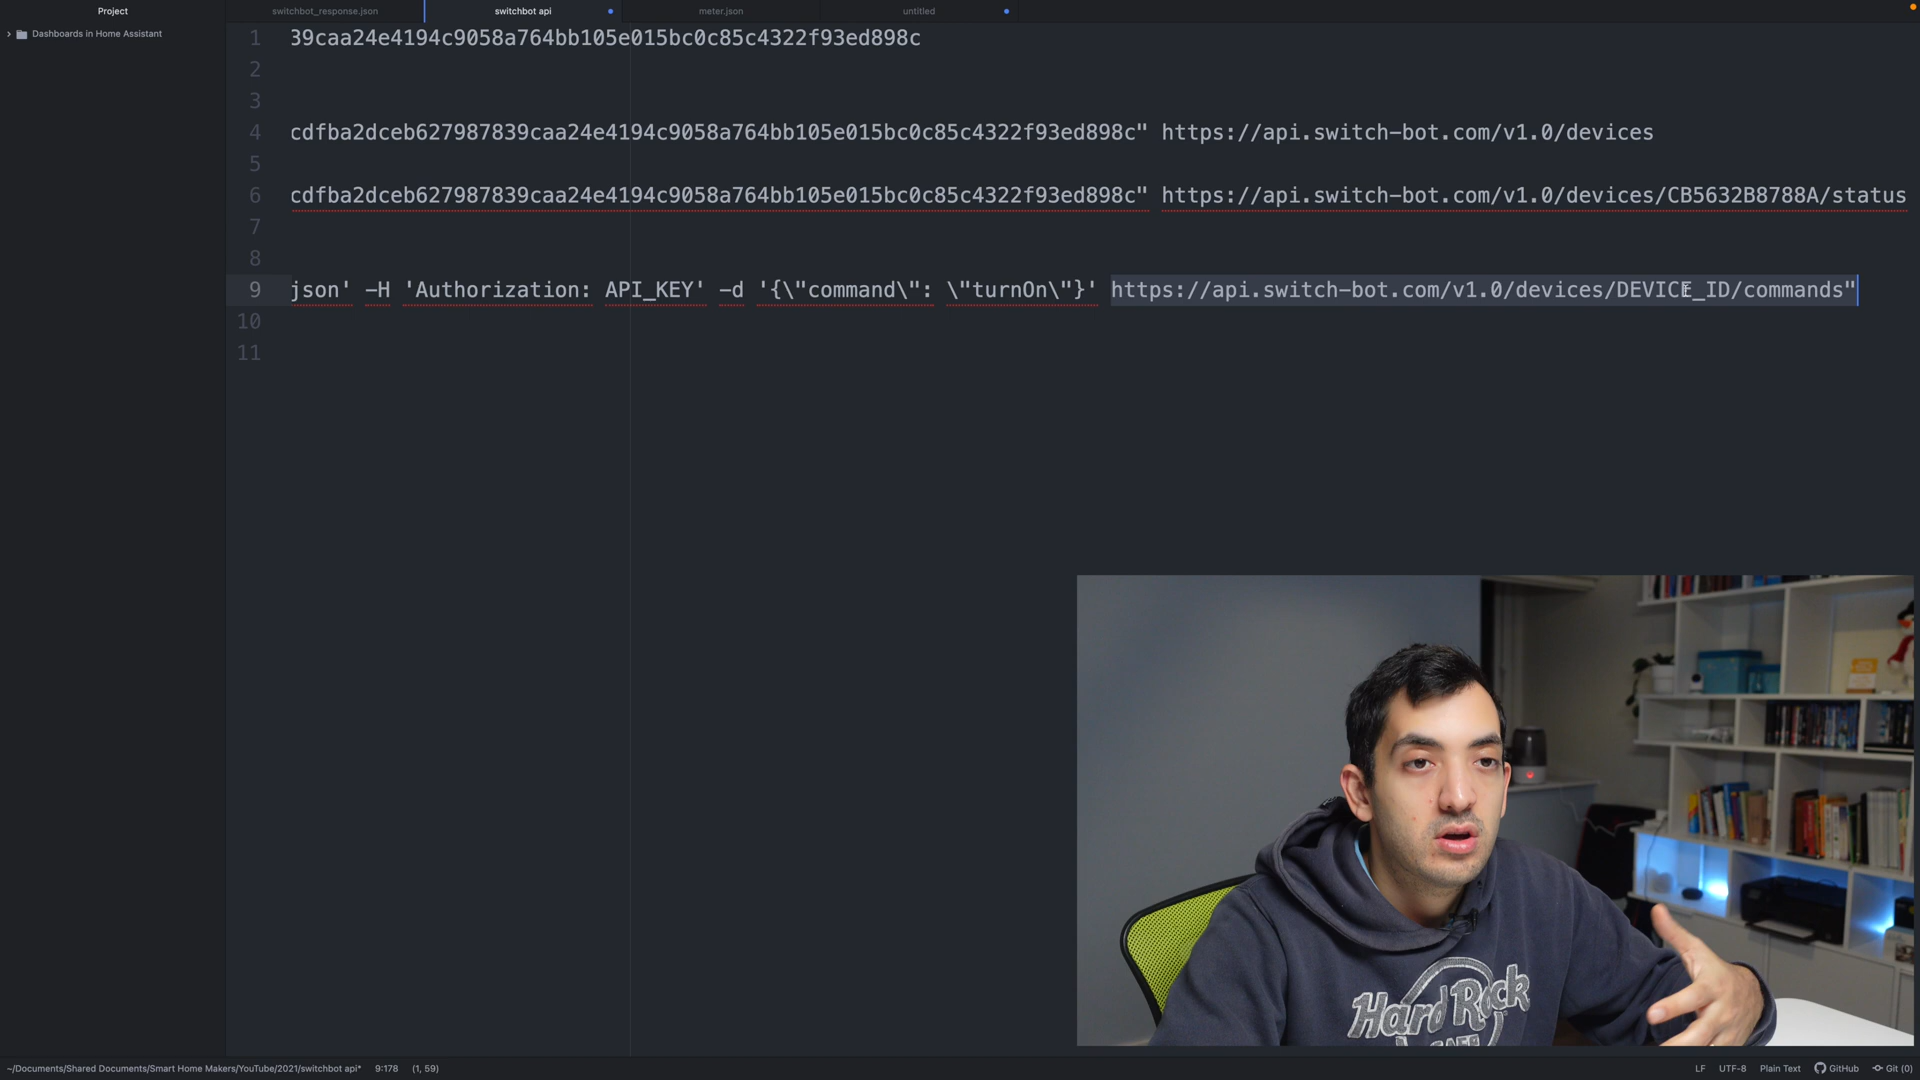 Project
switchbot_response.json
switchbot api
meter.json
untitled
Dashboards in Home Assistant
1 39caa24e4194c9058a764bb105e015bc0c85c4322f93ed898c
2
3
4 cdfba2dceb627987839caa24e4194c9058a764bb105e015bc0c85c4322f93ed898c" https://api.switch-bot.com/v1.0/devices
5
6 cdfba2dceb627987839caa24e4194c9058a764bb105e015bc0c85c4322f93ed898c" https://api.switch-bot.com/v1.0/devices/CB5632B8788A/status
7
8
9 json' -H 'Authorization: API_KEY' -d '{\"command\": \"turnOn\"}' https://api.switch-bot.com/v1.0/devices/DEVICE_ID/commands"
10
11
Hard Rock
CAFE
~/Documents/Shared Documents/Smart Home Makers/YouTube/2021/switchbot api* 9:178 (1, 59)
LF UTF-8 Plain Text GitHub Git (0)